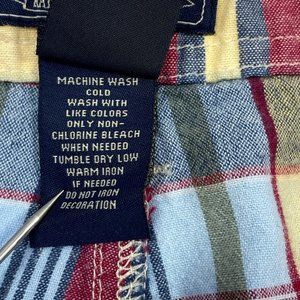 MACHINE WASH
COLD
WASH WITH
LIKE COLORS
ONLY NON-
CHLORINE BLEACH
WHEN NEEDED
TUMBLE DRY LOW
WARM IRON
IF NEEDED
DO NOT IRON
DECORATION